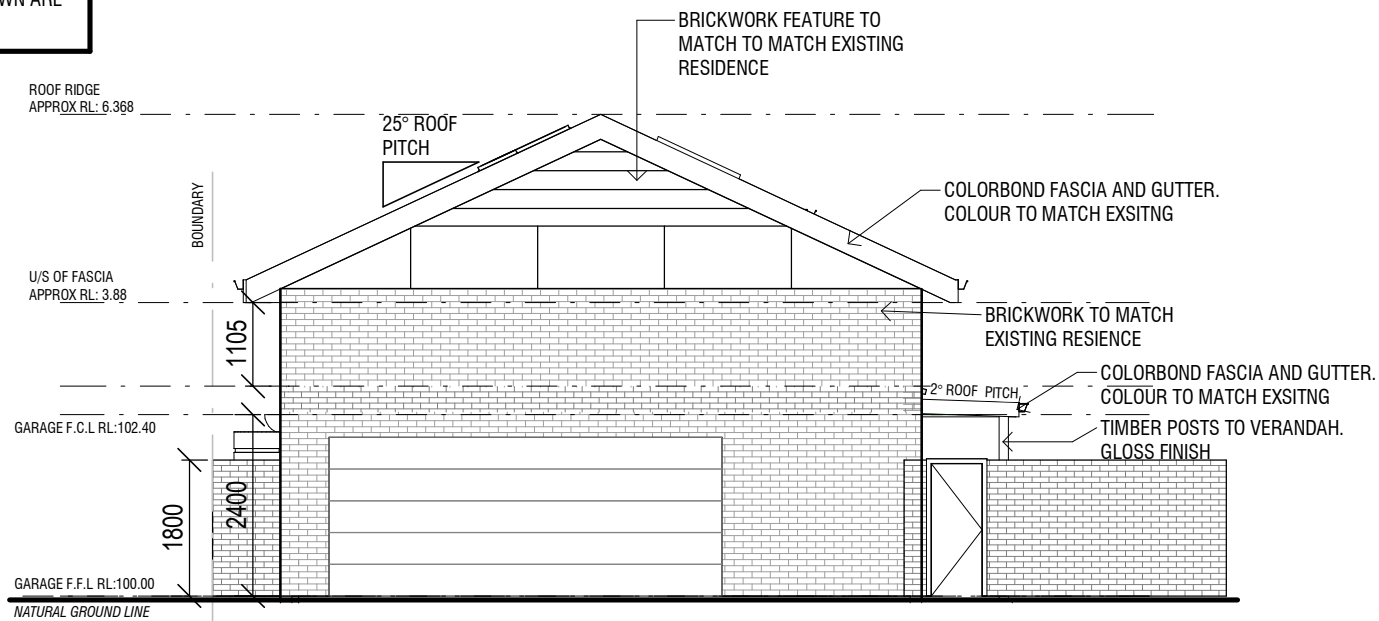 WN ARE
BRICKWORK FEATURE TO
MATCH TO MATCH EXISTING
RESIDENCE
ROOF RIDGE
APPROX RL: 6.368
25° ROOF
PITCH
BOUNDARY
COLORBOND FASCIA AND GUTTER.
COLOUR TO MATCH EXSITNG
U/S OF FASCIA
APPROX RL: 3.88
1105
BRICKWORK TO MATCH
EXISTING RESIENCE
2° ROOF PITCH
COLORBOND FASCIA AND GUTTER.
COLOUR TO MATCH EXSITNG
GARAGE F.C.L RL:102.40
TIMBER POSTS TO VERANDAH.
GLOSS FINISH
1800
2400
GARAGE F.F.L RL:100.00
NATURAL GROUND LINE